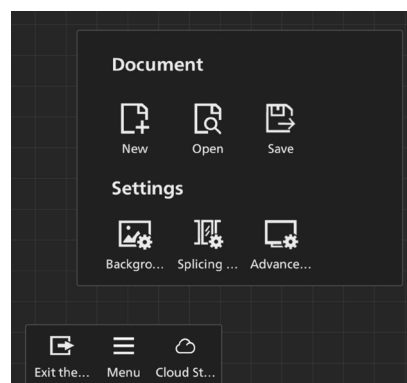 Document
New Open Save
Settings
Backgro... Splicing ... Advance...
Exit the... Menu Cloud St...